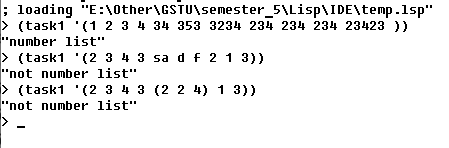 ; loading "E:\Other\GSTU\semester_5\Lisp\IDE\temp.lsp"
> (task1 '(1 2 3 4 34 353 3234 234 234 234 23423 ))
"number list"
> (task1 '(2 3 4 3 sa d f 2 1 3))
"not number list"
> (task1 '(2 3 4 3 (2 2 4) 1 3))
"not number list"
> _